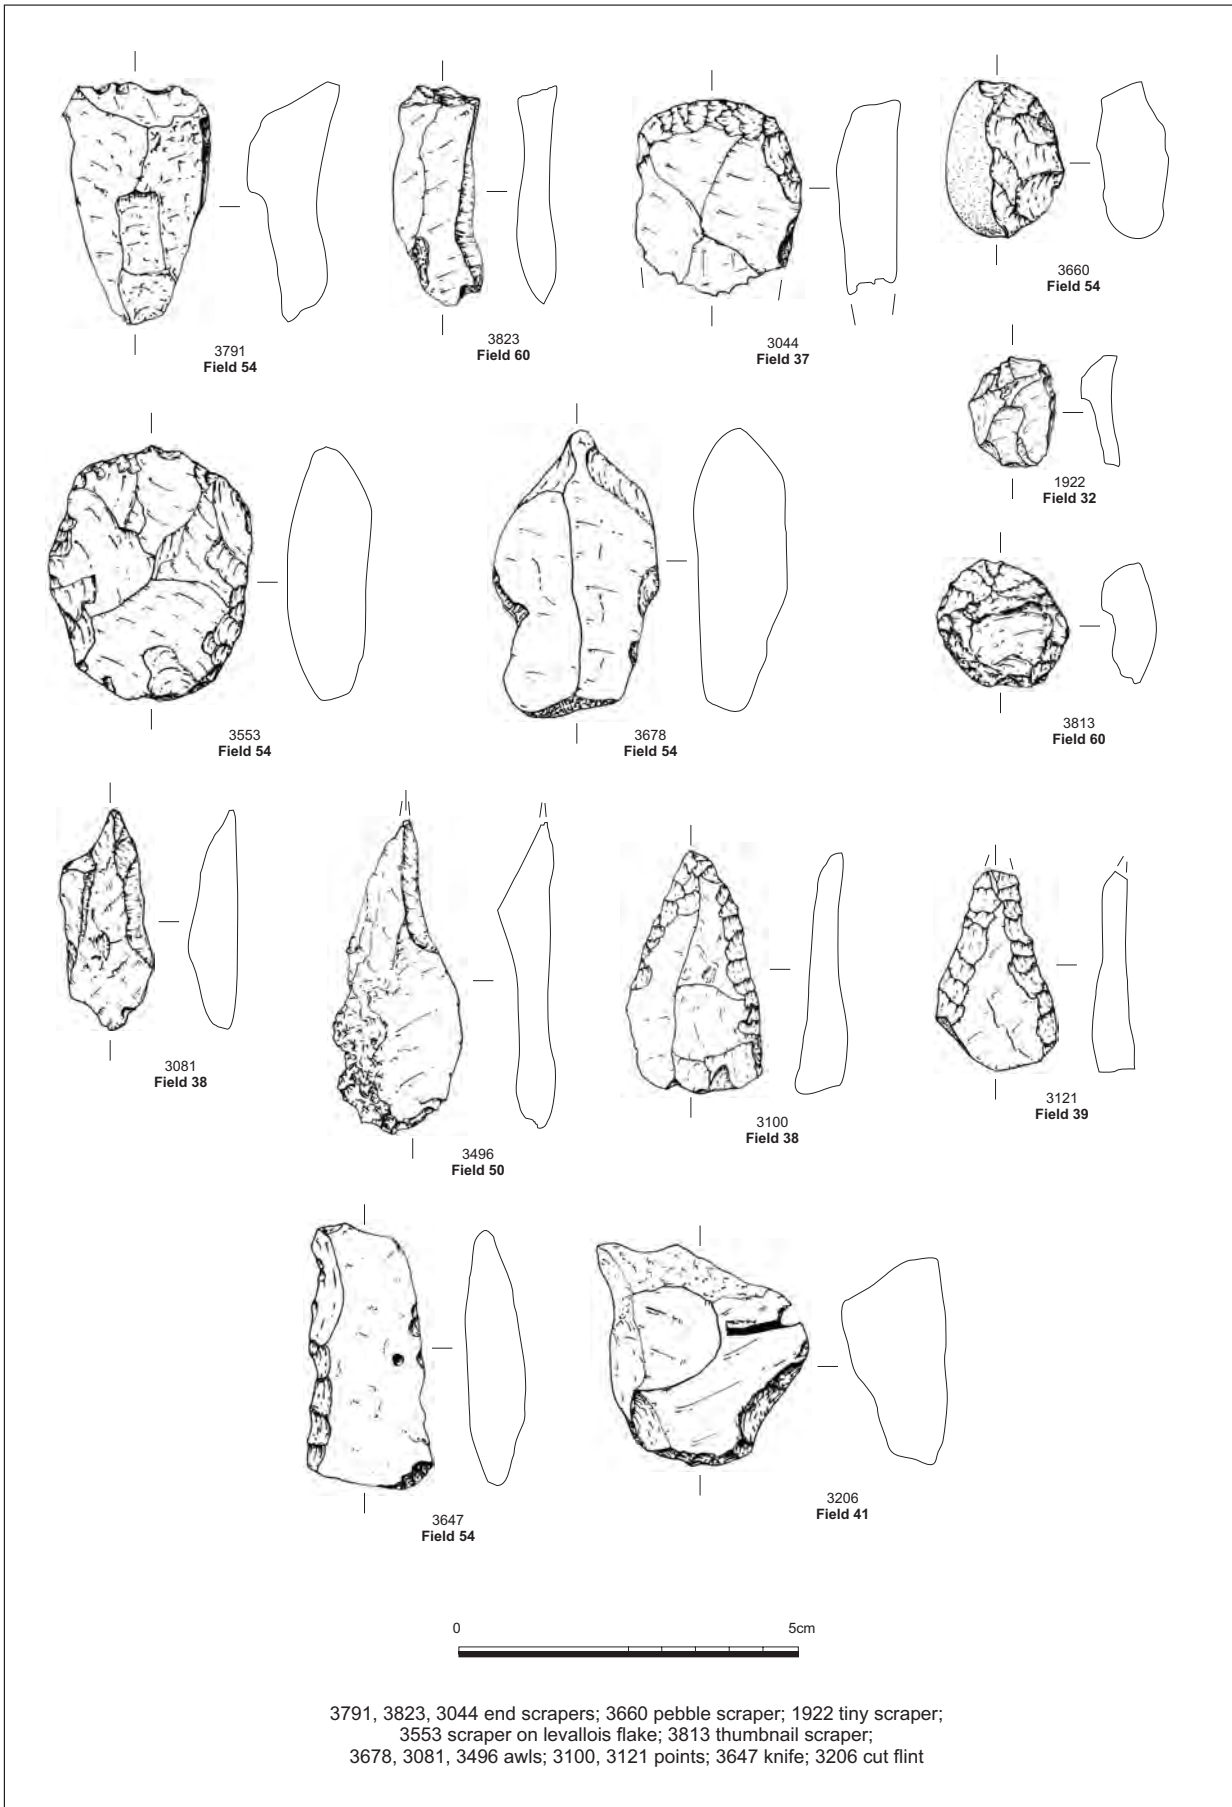 3791
Field 54
3823
Field 60
3044
Field 37
3660
Field 54
1922
Field 32
3553
Field 54
3678
Field 54
3813
Field 60
3081
Field 38
3496
Field 50
3100
Field 38
3121
Field 39
3647
Field 54
3206
Field 41
0 5cm
3791, 3823, 3044 end scrapers; 3660 pebble scraper; 1922 tiny scraper;
3553 scraper on levallois flake; 3813 thumbnail scraper;
3678, 3081, 3496 awls; 3100, 3121 points; 3647 knife; 3206 cut flint